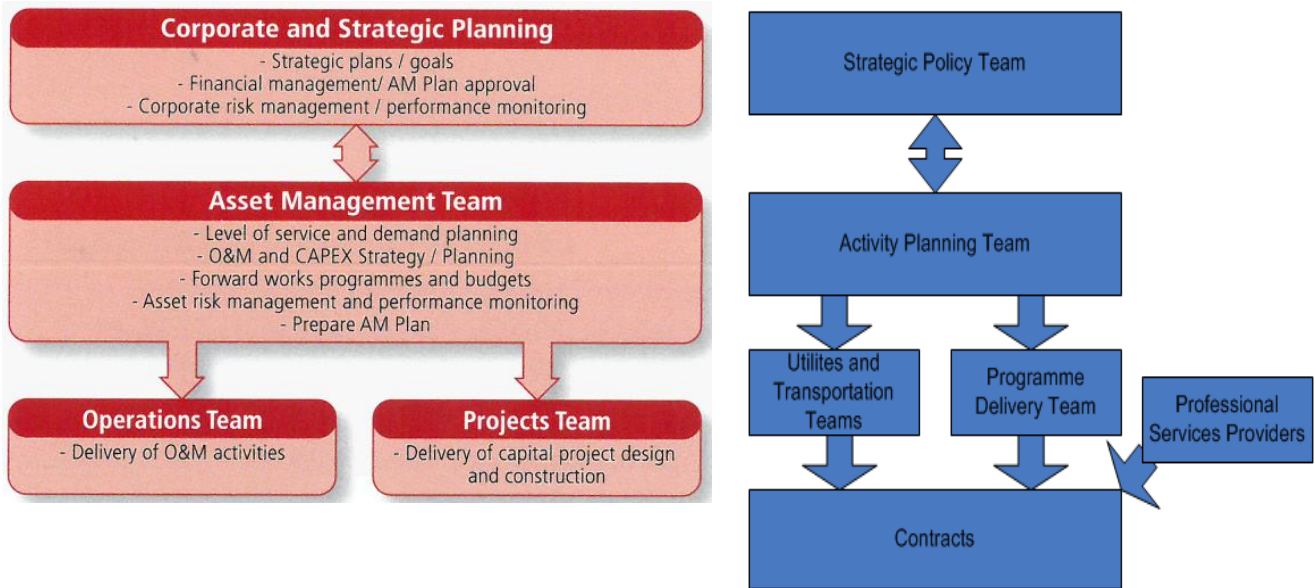 Corporate and Strategic Planning
- Strategic plans / goals
- Financial management/ AM Plan approval
- Corporate risk management / performance monitoring
Asset Management Team
- Level of service and demand planning
- O&M and CAPEX Strategy / Planning
- Forward works programmes and budgets
- Asset risk management and performance monitoring
- Prepare AM Plan
Operations Team
- Delivery of O&M activities
Projects Team
- Delivery of capital project design
and construction
Strategic Policy Team
Activity Planning Team
Utilites and
Transportation
Teams
Programme
Delivery Team
Professional
Services Providers
Contracts